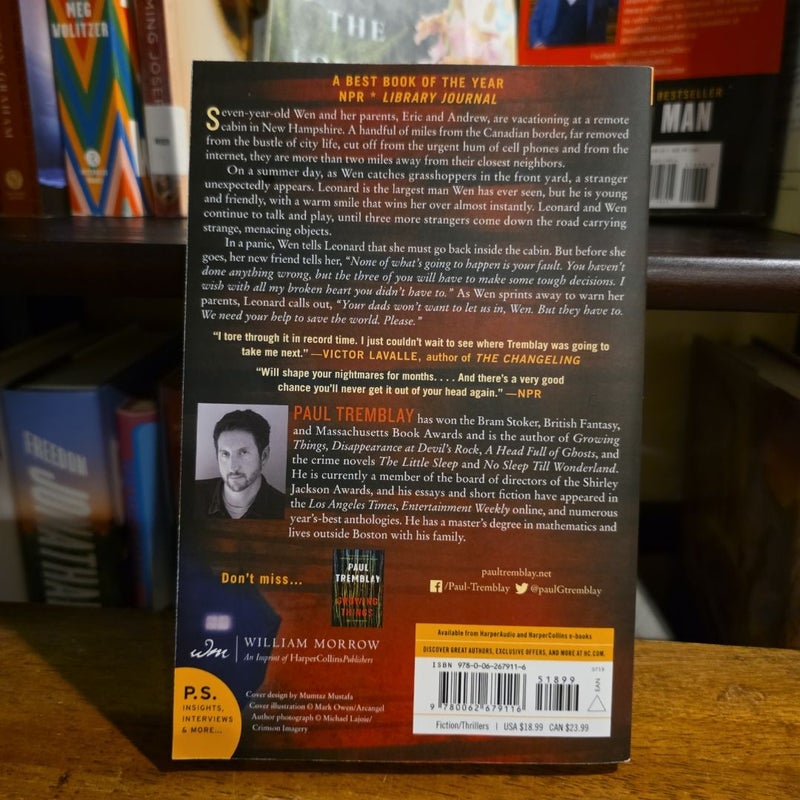 MEG
WOLITZER
THE
BESTSELLER
MAN
A BEST BOOK OF THE YEAR
NPR * LIBRARY JOURNAL
Seven-year-old Wen and her parents, Eric and Andrew, are vacationing at a remote
cabin in New Hampshire. A handful of miles from the Canadian border, far removed
from the bustle of city life, cut off from the urgent hum of cell phones and from the
internet, they are more than two miles away from their closest neighbors.
On a summer day, as Wen catches grasshoppers in the front yard, a stranger
unexpectedly appears. Leonard is the largest man Wen has ever seen, but he is young
and friendly, with a warm smile that wins her over almost instantly. Leonard and Wen
continue to talk and play, until three more strangers come down the road carrying
strange, menacing objects.
In a panic, Wen tells Leonard that she must go back inside the cabin. But before she
goes, her new friend tells her, “None of what’s going to happen is your fault. You haven’t
done anything wrong, but the three of you will have to make some tough decisions. I
wish with all my broken heart you didn’t have to.” As Wen sprints away to warn her
parents, Leonard calls out, “Your dads won’t want to let us in, Wen. But they have to.
We need your help to save the world. Please.”
“I tore through it in record time. I just couldn’t wait to see where Tremblay was going to
take me next.” —VICTOR LAVALLE, author of THE CHANGELING
“Will shape your nightmares for months. . . . And there’s a very good
chance you’ll never get it out of your head again.” —NPR
PAUL TREMBLAY has won the Bram Stoker, British Fantasy,
and Massachusetts Book Awards and is the author of Growing
Things, Disappearance at Devil’s Rock, A Head Full of Ghosts, and
the crime novels The Little Sleep and No Sleep Till Wonderland.
He is currently a member of the board of directors of the Shirley
Jackson Awards, and his essays and short fiction have appeared in
the Los Angeles Times, Entertainment Weekly online, and numerous
year’s-best anthologies. He has a master’s degree in mathematics and
lives outside Boston with his family.
Don’t miss...
PAUL
TREMBLAY
GROWING
THINGS
paultremblay.net
/Paul-Tremblay @paulGtremblay
wm WILLIAM MORROW
An Imprint of HarperCollinsPublishers
P.S.
INSIGHTS,
INTERVIEWS
& MORE...
Cover design by Mumtaz Mustafa
Cover illustration © Mark Owen/Arcangel
Author photograph © Michael Lajoie/
Crimson Imagery
Available from HarperAudio and HarperCollins e-books
DISCOVER GREAT AUTHORS, EXCLUSIVE OFFERS, AND MORE AT HC.COM.
ISBN 978-0-06-267911-6
0719
51899
EAN
9 780062 679116
Fiction/Thrillers USA $18.99 CAN $23.99
FREEDOM